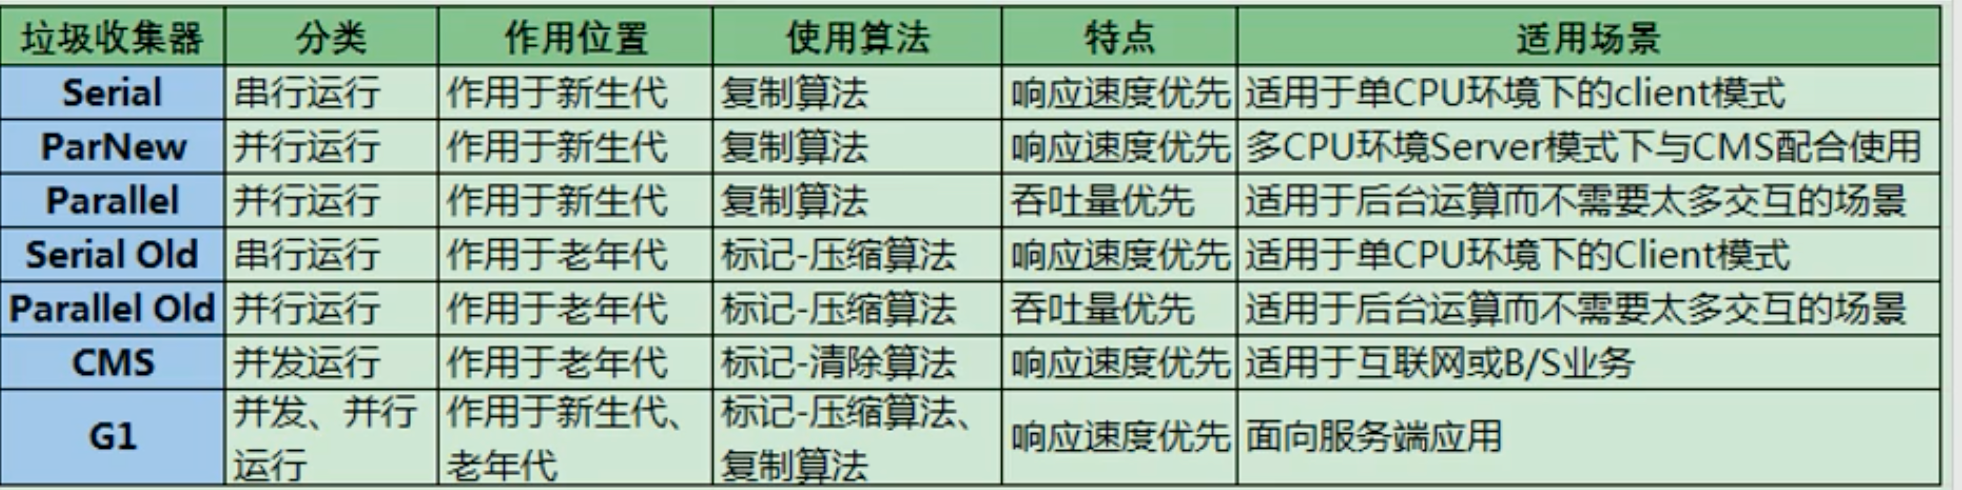 垃圾收集器 分类 作用位置 使用算法 特点 适用场景
Serial 串行运行 作用于新生代 复制算法 响应速度优先 适用于单CPU环境下的client模式
ParNew 并行运行 作用于新生代 复制算法 响应速度优先 多CPU环境Server模式下与CMS配合使用
Parallel 并行运行 作用于新生代 复制算法 吞吐量优先 适用于后台运算而不需要太多交互的场景
Serial Old 串行运行 作用于老年代 标记-压缩算法 响应速度优先 适用于单CPU环境下的Client模式
Parallel Old 并行运行 作用于老年代 标记-压缩算法 吞吐量优先 适用于后台运算而不需要太多交互的场景
CMS 并发运行 作用于老年代 标记-清除算法 响应速度优先 适用于互联网或B/S业务
G1 并发、并行 作用于新生代、 标记-压缩算法、 响应速度优先 面向服务端应用
运行 老年代 复制算法